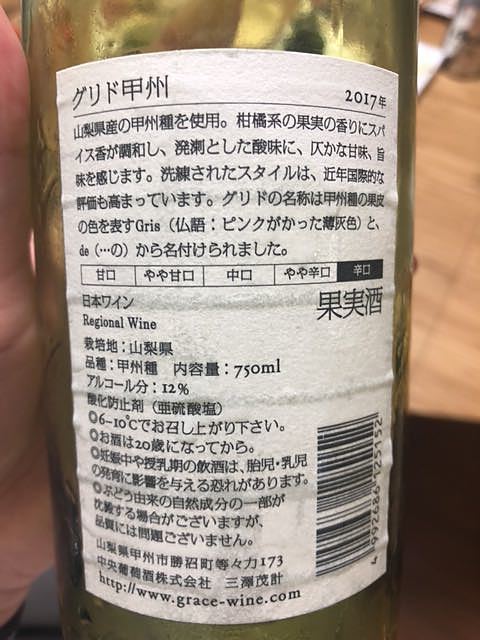 グリド甲州
2017年
山梨県産の甲州種を使用。柑橘系の果実の香りにスパ
イス香が調和し、溌溂とした酸味に、仄かな甘味、旨
味を感じます。洗練されたスタイルは、近年国際的な
評価も高まっています。グリドの名称は甲州種の果皮
の色を表すGris（仏語：ピンクがかった薄灰色）と、
de（…の）から名付けられました。
甘口 やや甘口 中口 やや辛口 辛口
日本ワイン
果実酒
Regional Wine
栽培地：山梨県
品種：甲州種 内容量：750ml
アルコール分：12%
酸化防止剤（亜硫酸塩）
◎6-10℃でお召し上がり下さい。
◎お酒は20歳になってから。
◎妊娠中や授乳期の飲酒は、胎児・乳児
の発育に影響を与える恐れがあります。
◎ぶどう由来の自然成分の一部が
沈殿する場合がございますが、
品質には問題ございません。
山梨県甲州市勝沼町等々力173
中央葡萄酒株式会社 三澤茂計
http://www.grace-wine.com
4 992686 125152